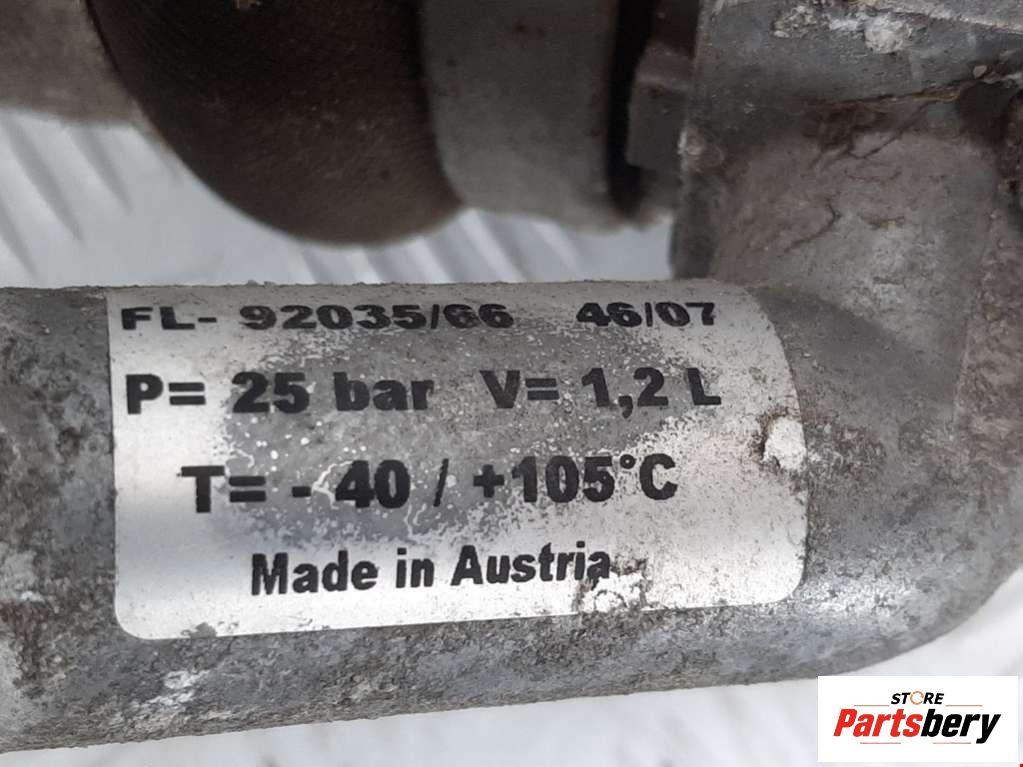 FL- 92035/66 46/07
P= 25 bar V= 1,2 L
T= - 40 / +105°C
Made in Austria
STORE
Partsbery